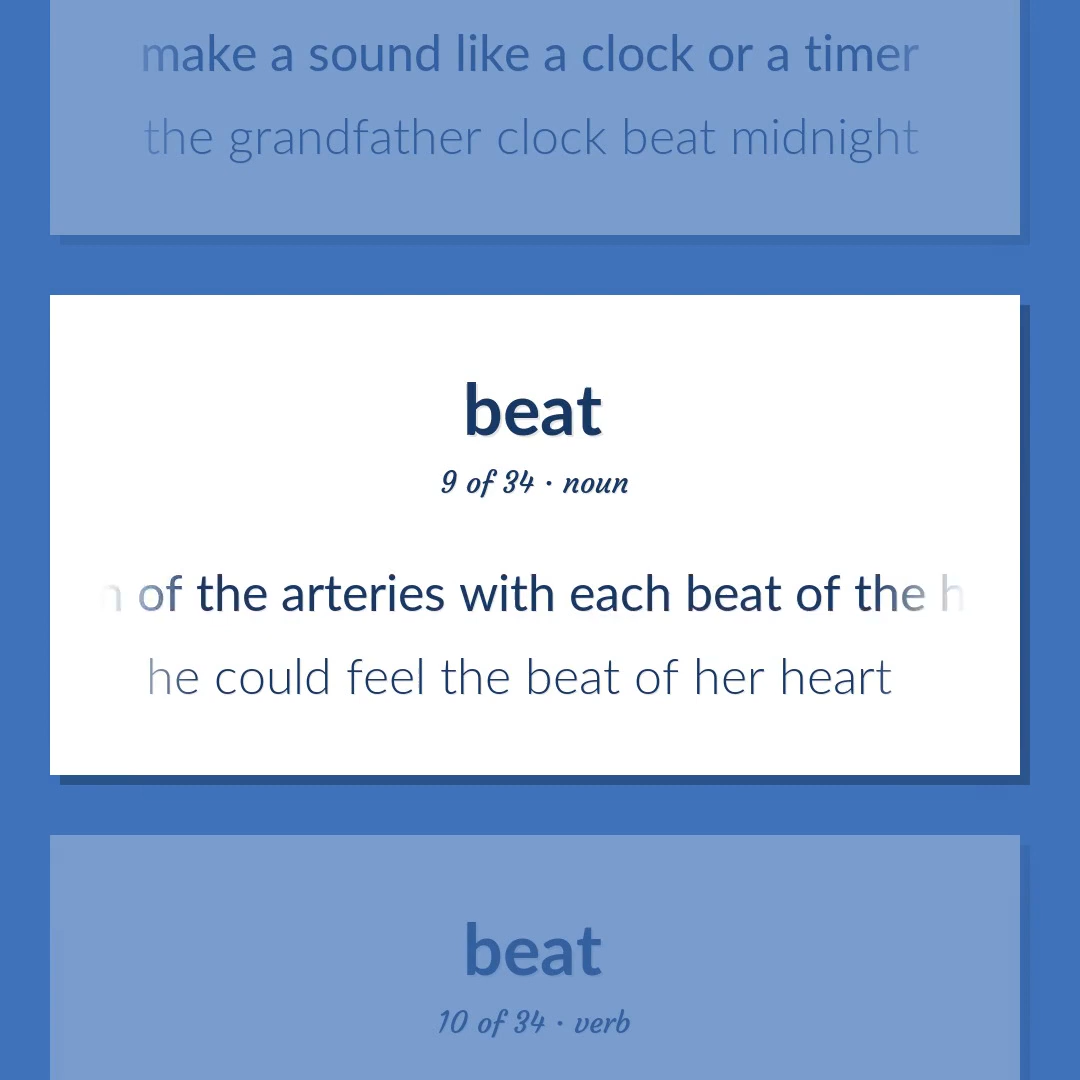 make a sound like a clock or a timer
the grandfather clock beat midnight
beat
9 of 34 · noun
of the arteries with each beat of the
he could feel the beat of her heart
beat
10 of 34 · verb